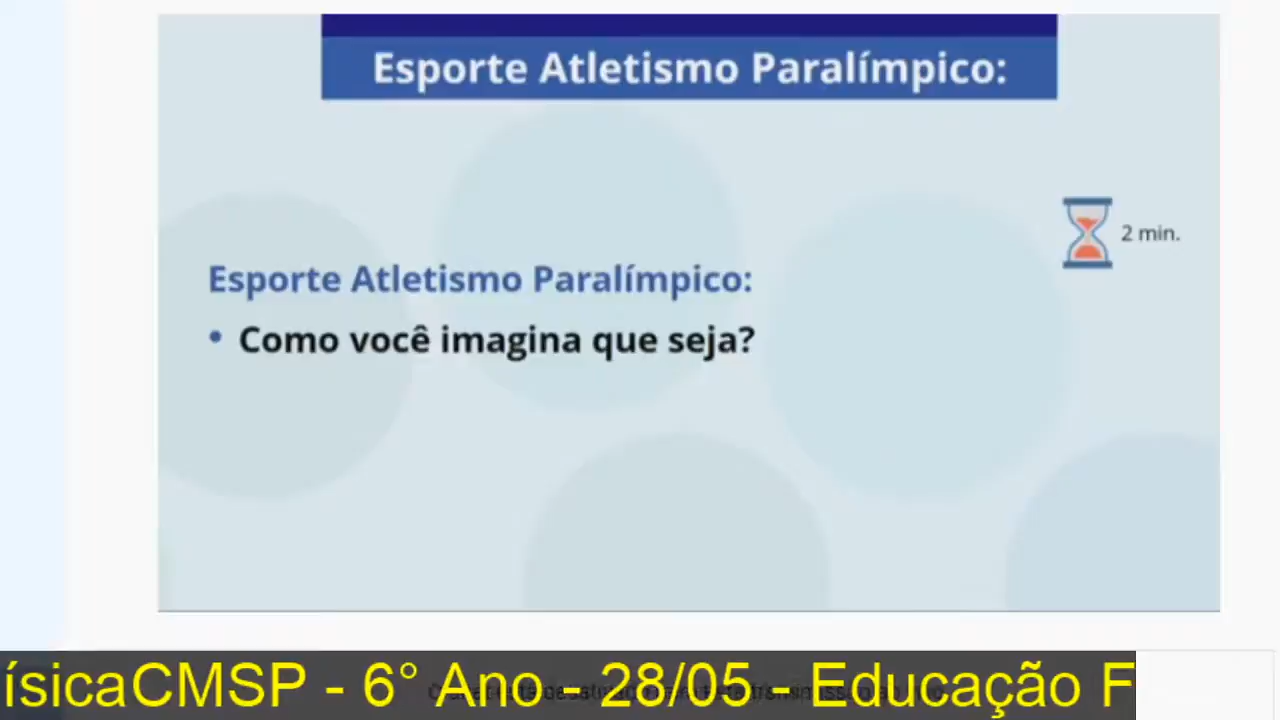 Esporte Atletismo Paralímpico:
2 min.
Esporte Atletismo Paralímpico:
• Como você imagina que seja?
ísicaCMSP - 6° Ano - 28/05 - Educação F